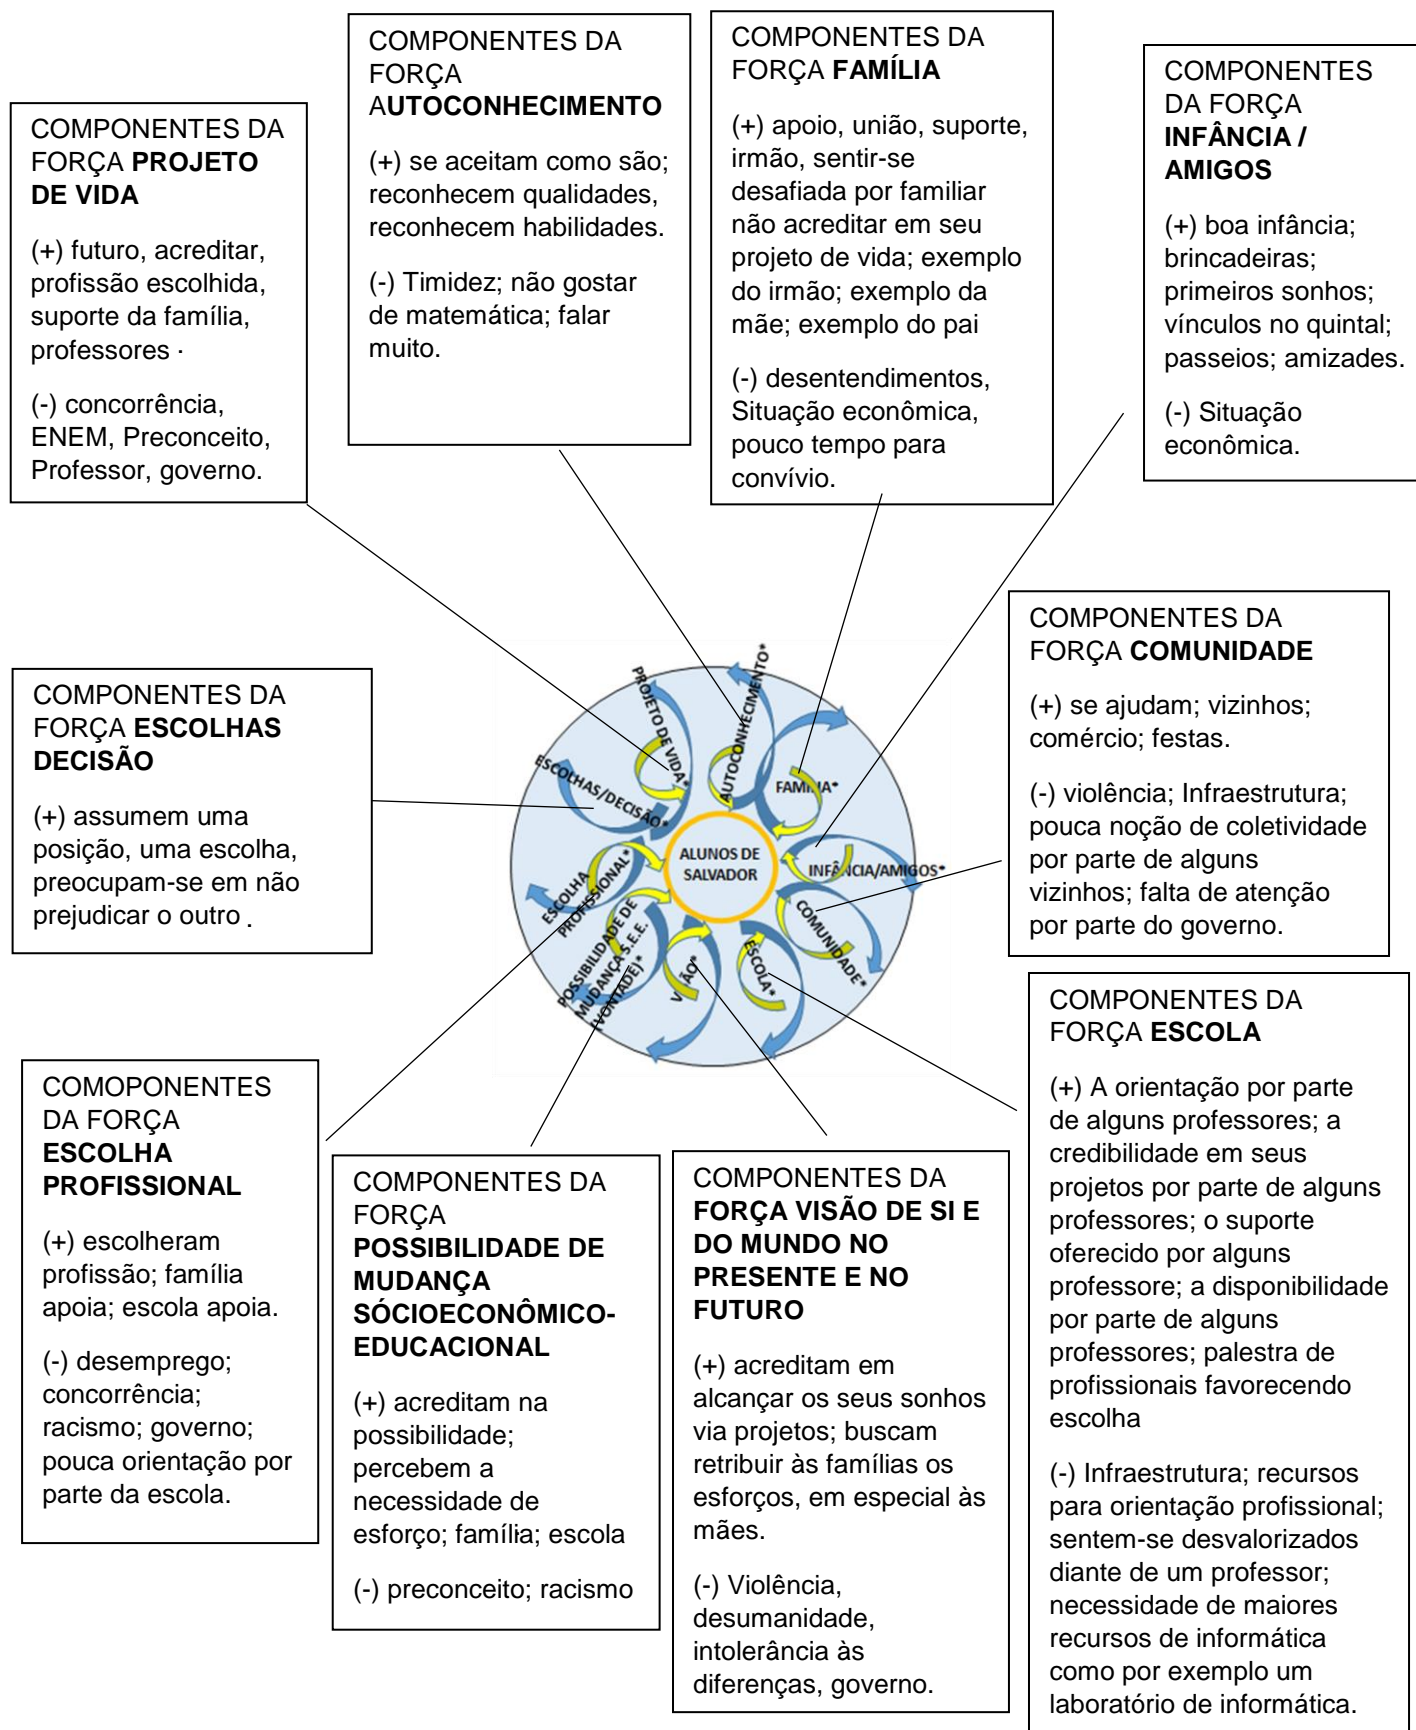 COMPONENTES DA
FORÇA PROJETO
DE VIDA
(+) futuro, acreditar,
profissão escolhida,
suporte da família,
professores .
(-) concorrência,
ENEM, Preconceito,
Professor, governo.
COMPONENTES DA
FORÇA
AUTOCONHECIMENTO
(+) se aceitam como são;
reconhecem qualidades,
reconhecem habilidades.
(-) Timidez; não gostar
de matemática; falar
muito.
COMPONENTES DA
FORÇA FAMÍLIA
(+) apoio, união, suporte,
irmão, sentir-se
desafiada por familiar
não acreditar em seu
projeto de vida; exemplo
do irmão; exemplo da
mãe; exemplo do pai
(-) desentendimentos,
Situação econômica,
pouco tempo para
convívio.
COMPONENTES
DA FORÇA
INFÂNCIA /
AMIGOS
(+) boa infância;
brincadeiras;
primeiros sonhos;
vínculos no quintal;
passeios; amizades.
(-) Situação
econômica.
COMPONENTES DA
FORÇA ESCOLHAS
DECISÃO
(+) assumem uma
posição, uma escolha,
preocupam-se em não
prejudicar o outro .
PROJETO DE VIDA*
AUTOCONHECIMENTO*
ESCOLHAS/DECISÃO*
FAMÍLIA*
ALUNOS DE
SALVADOR
INFÂNCIA/AMIGOS*
ESCOLHA
PROFISSIONAL*
COMUNIDADE*
POSSIBILIDADE DE
MUDANÇA S.E.E.
(VONTADE)*
VISÃO*
ESCOLA*
COMPONENTES DA
FORÇA COMUNIDADE
(+) se ajudam; vizinhos;
comércio; festas.
(-) violência; Infraestrutura;
pouca noção de coletividade
por parte de alguns
vizinhos; falta de atenção
por parte do governo.
COMOPONENTES
DA FORÇA
ESCOLHA
PROFISSIONAL
(+) escolheram
profissão; família
apoia; escola apoia.
(-) desemprego;
concorrência;
racismo; governo;
pouca orientação por
parte da escola.
COMPONENTES DA
FORÇA
POSSIBILIDADE DE
MUDANÇA
SÓCIOECONÔMICO-
EDUCACIONAL
(+) acreditam na
possibilidade;
percebem a
necessidade de
esforço; família; escola
(-) preconceito; racismo
COMPONENTES DA
FORÇA VISÃO DE SI E
DO MUNDO NO
PRESENTE E NO
FUTURO
(+) acreditam em
alcançar os seus sonhos
via projetos; buscam
retribuir às famílias os
esforços, em especial às
mães.
(-) Violência,
desumanidade,
intolerância às
diferenças, governo.
COMPONENTES DA
FORÇA ESCOLA
(+) A orientação por parte
de alguns professores; a
credibilidade em seus
projetos por parte de alguns
professores; o suporte
oferecido por alguns
professore; a disponibilidade
por parte de alguns
professores; palestra de
profissionais favorecendo
escolha
(-) Infraestrutura; recursos
para orientação profissional;
sentem-se desvalorizados
diante de um professor;
necessidade de maiores
recursos de informática
como por exemplo um
laboratório de informática.